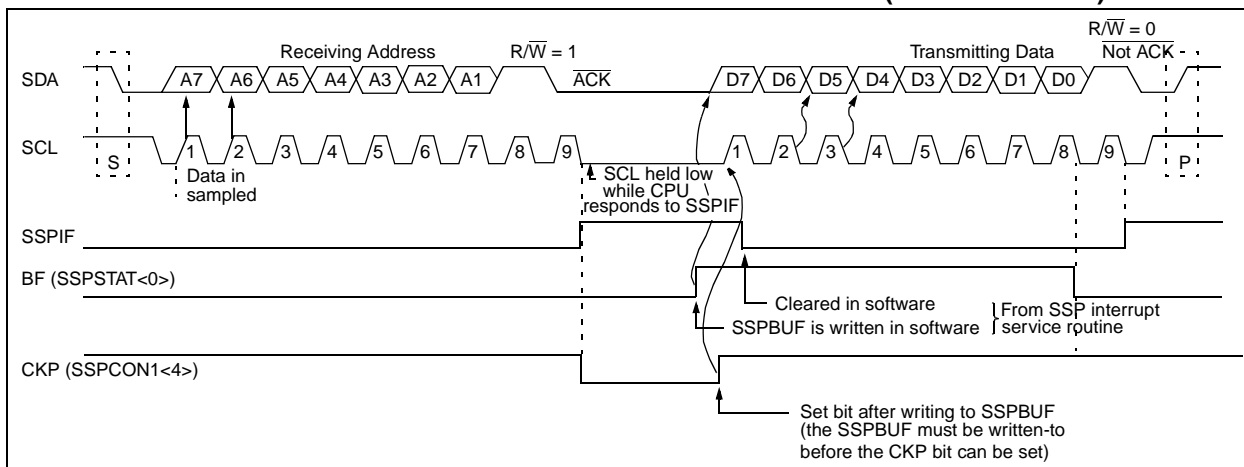 R/W = 0
Receiving Address R/W = 1 Transmitting Data Not ACK
SDA A7 A6 A5 A4 A3 A2 A1 ACK D7 D6 D5 D4 D3 D2 D1 D0
SCL 1 2 3 4 5 6 7 8 9 1 2 3 4 5 6 7 8 9
S P
Data in
sampled
SCL held low
while CPU
responds to SSPIF
SSPIF
BF (SSPSTAT<0>)
Cleared in software
SSPBUF is written in software
From SSP interrupt
service routine
CKP (SSPCON1<4>)
Set bit after writing to SSPBUF
(the SSPBUF must be written-to
before the CKP bit can be set)